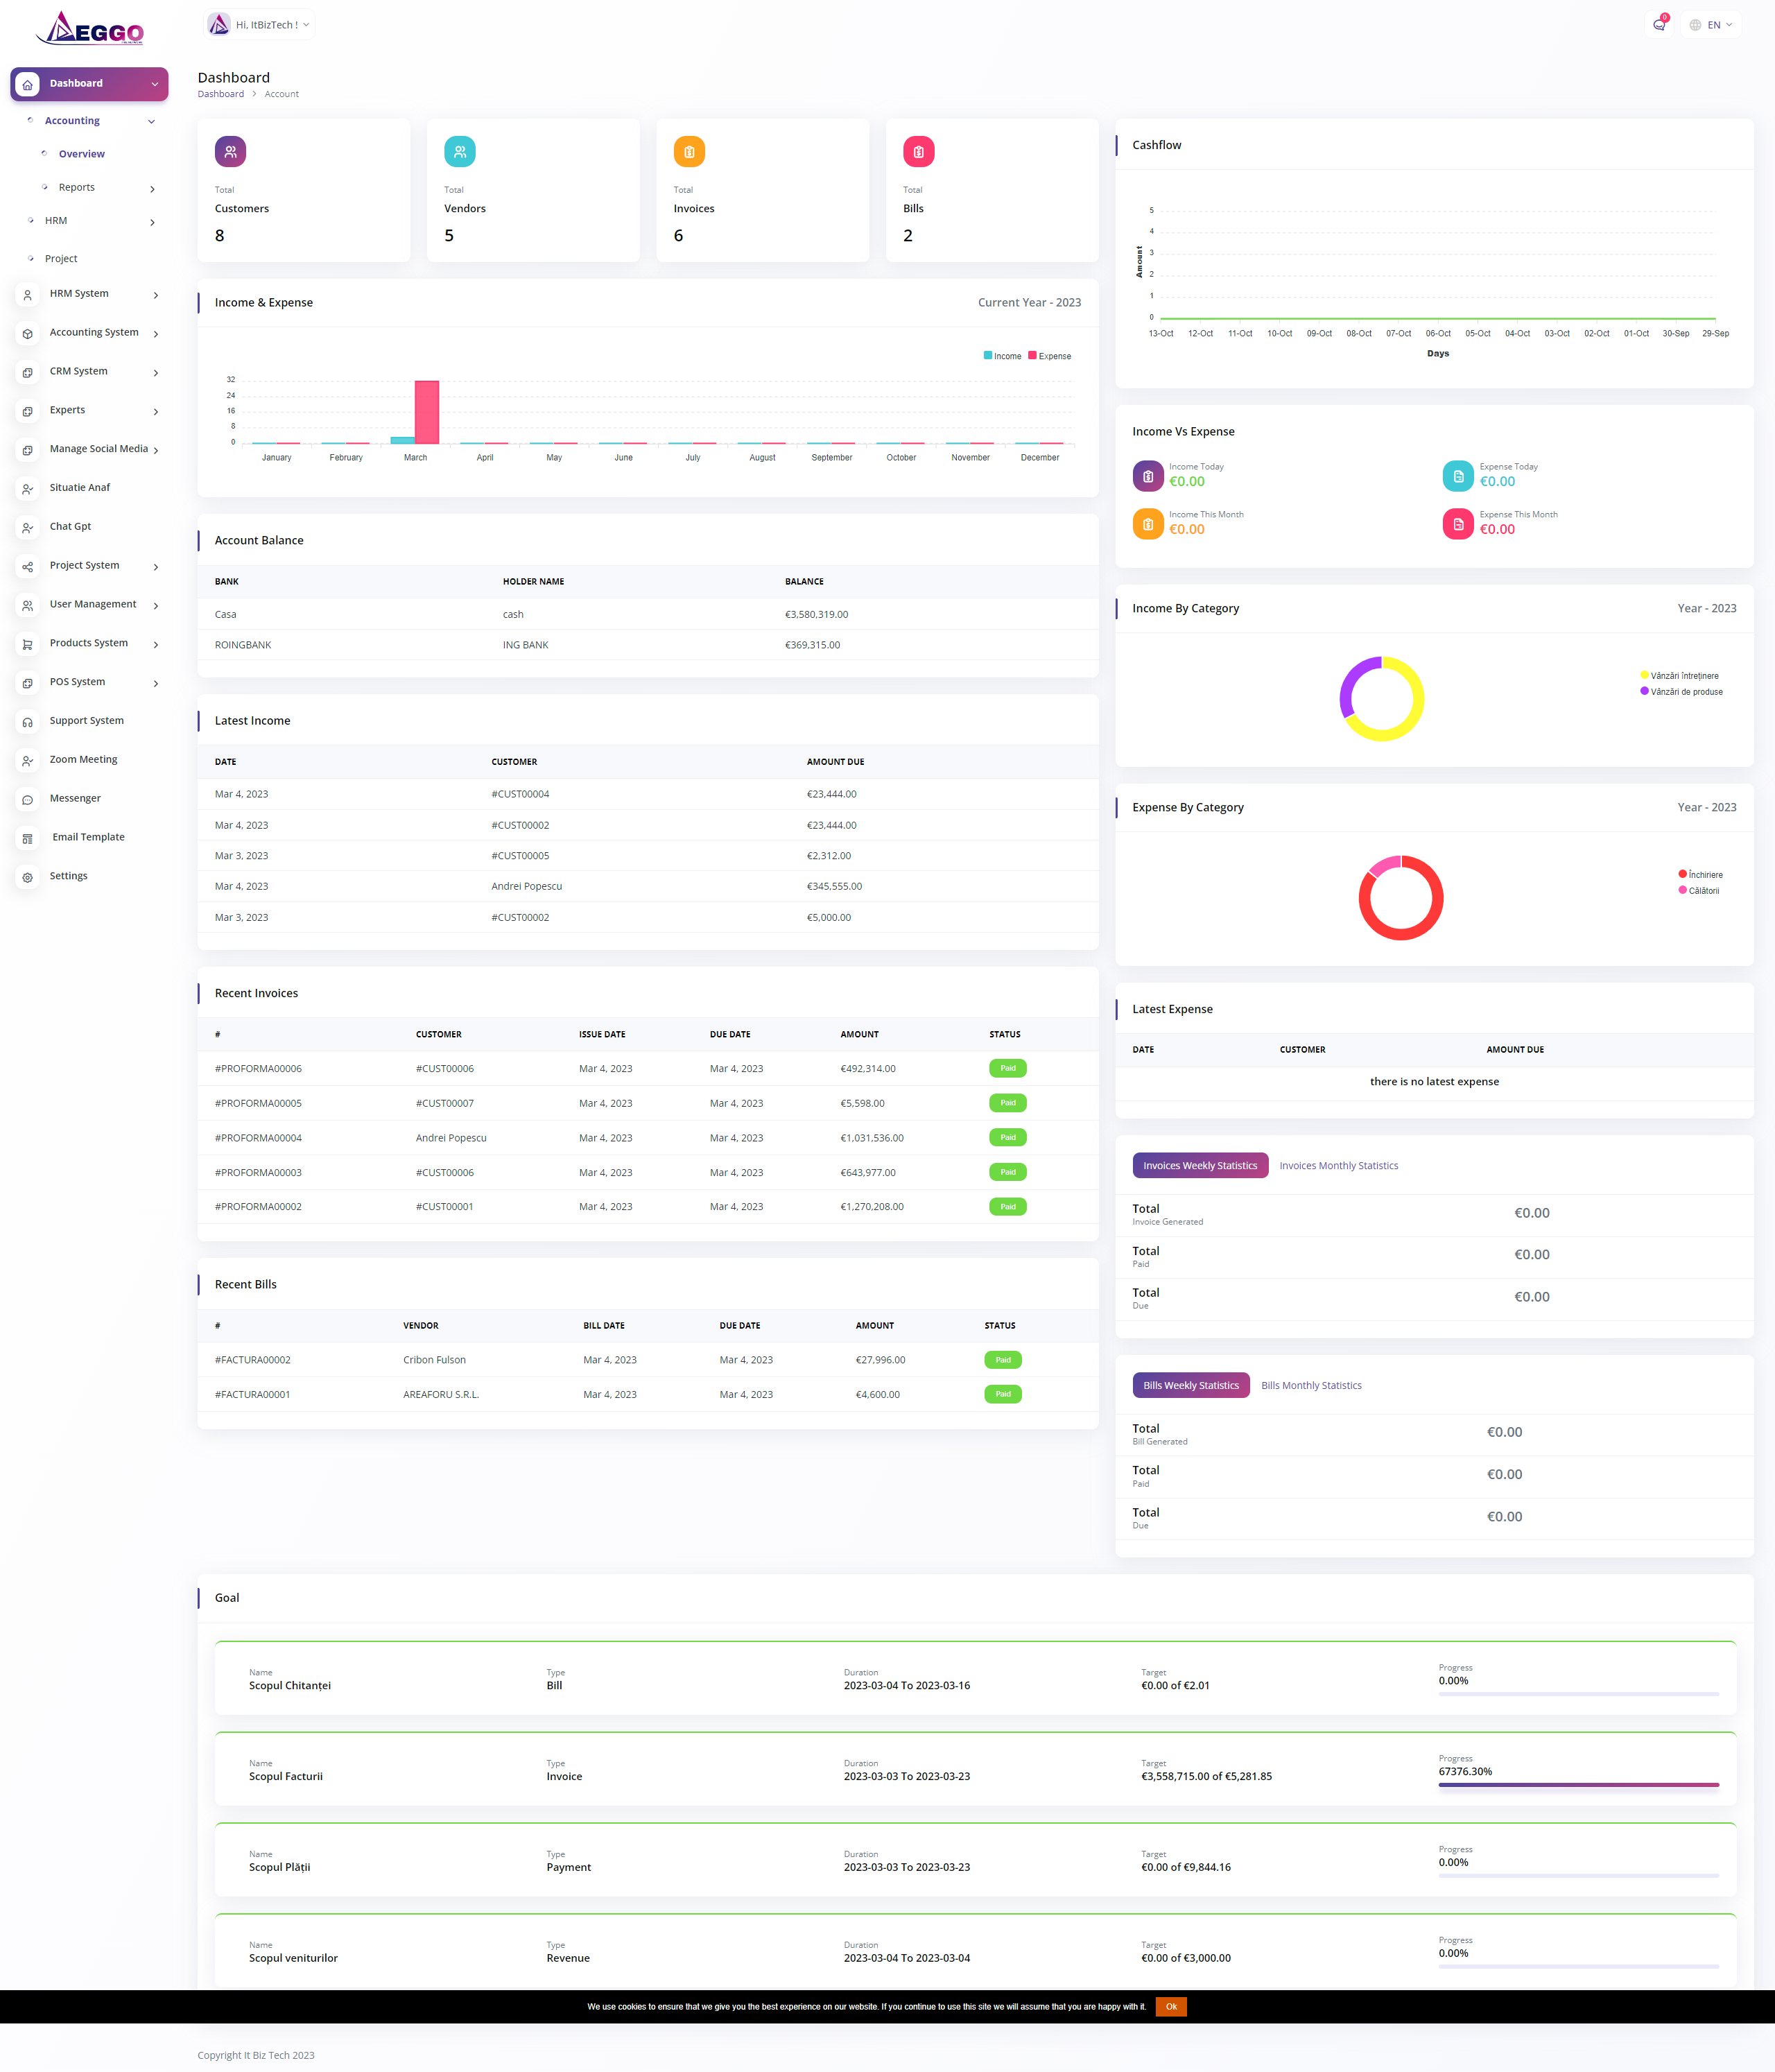 AEGGO
Hi, ItBizTech !
0
EN
Dashboard
Accounting
Overview
Reports
HRM
Project
HRM System
Accounting System
CRM System
Experts
Manage Social Media
Situatie Anaf
Chat Gpt
Project System
User Management
Products System
POS System
Support System
Zoom Meeting
Messenger
Email Template
Settings
Dashboard
Dashboard > Account
Total
Customers
8
Total
Vendors
5
Total
Invoices
6
Total
Bills
2
Income & Expense
Current Year - 2023
Income Expense
32
24
16
8
0
January February March April May June July August September October November December
Account Balance
BANK HOLDER NAME BALANCE
Casa cash €3,580,319.00
ROINGBANK ING BANK €369,315.00
Latest Income
DATE CUSTOMER AMOUNT DUE
Mar 4, 2023 #CUST00004 €23,444.00
Mar 4, 2023 #CUST00002 €23,444.00
Mar 3, 2023 #CUST00005 €2,312.00
Mar 4, 2023 Andrei Popescu €345,555.00
Mar 3, 2023 #CUST00002 €5,000.00
Recent Invoices
# CUSTOMER ISSUE DATE DUE DATE AMOUNT STATUS
#PROFORMA00006 #CUST00006 Mar 4, 2023 Mar 4, 2023 €492,314.00 Paid
#PROFORMA00005 #CUST00007 Mar 4, 2023 Mar 4, 2023 €5,598.00 Paid
#PROFORMA00004 Andrei Popescu Mar 4, 2023 Mar 4, 2023 €1,031,536.00 Paid
#PROFORMA00003 #CUST00006 Mar 4, 2023 Mar 4, 2023 €643,977.00 Paid
#PROFORMA00002 #CUST00001 Mar 4, 2023 Mar 4, 2023 €1,270,208.00 Paid
Recent Bills
# VENDOR BILL DATE DUE DATE AMOUNT STATUS
#FACTURA00002 Cribon Fulson Mar 4, 2023 Mar 4, 2023 €27,996.00 Paid
#FACTURA00001 AREAFORU S.R.L. Mar 4, 2023 Mar 4, 2023 €4,600.00 Paid
Cashflow
Amount
5
4
3
2
1
0
13-Oct 12-Oct 11-Oct 10-Oct 09-Oct 08-Oct 07-Oct 06-Oct 05-Oct 04-Oct 03-Oct 02-Oct 01-Oct 30-Sep 29-Sep
Days
Income Vs Expense
Income Today
€0.00
Expense Today
€0.00
Income This Month
€0.00
Expense This Month
€0.00
Income By Category
Year - 2023
Vânzări întreținere
Vânzări de produse
Expense By Category
Year - 2023
Închiriere
Călătorii
Latest Expense
DATE CUSTOMER AMOUNT DUE
there is no latest expense
Invoices Weekly Statistics Invoices Monthly Statistics
Total
Invoice Generated
€0.00
Total
Paid
€0.00
Total
Due
€0.00
Bills Weekly Statistics Bills Monthly Statistics
Total
Bill Generated
€0.00
Total
Paid
€0.00
Total
Due
€0.00
Goal
Name Type Duration Target Progress
Scopul Chitanței Bill 2023-03-04 To 2023-03-16 €0.00 of €2.01 0.00%
Name Type Duration Target Progress
Scopul Facturii Invoice 2023-03-03 To 2023-03-23 €3,558,715.00 of €5,281.85 67376.30%
Name Type Duration Target Progress
Scopul Plății Payment 2023-03-03 To 2023-03-23 €0.00 of €9,844.16 0.00%
Name Type Duration Target Progress
Scopul veniturilor Revenue 2023-03-04 To 2023-03-04 €0.00 of €3,000.00 0.00%
We use cookies to ensure that we give you the best experience on our website. If you continue to use this site we will assume that you are happy with it. Ok
Copyright It Biz Tech 2023